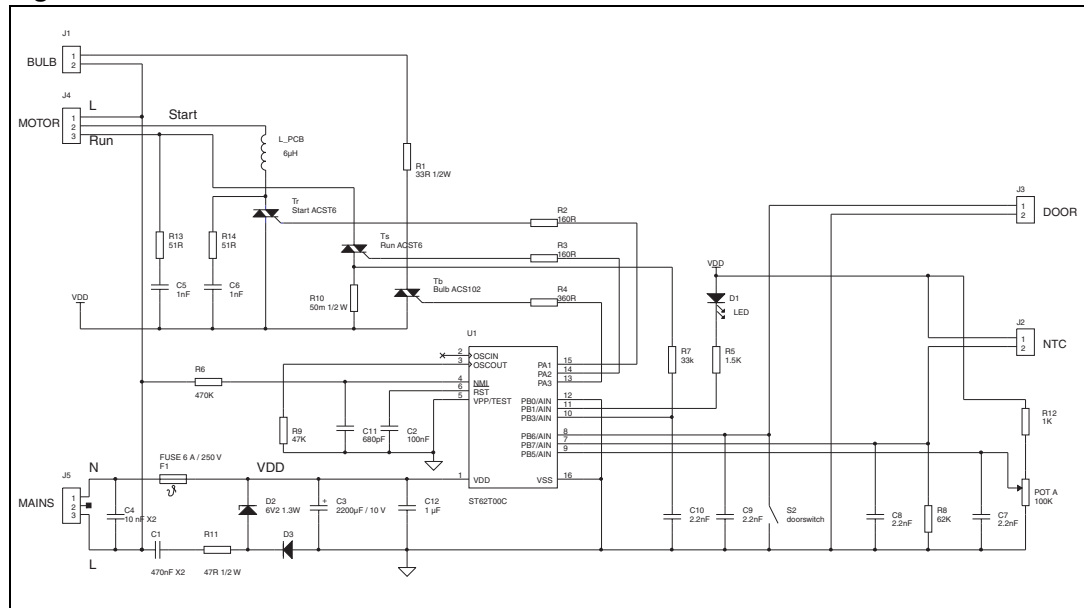 J1
BULB
1
2
J4
MOTOR
1
2
3
L
Start
Run
L_PCB
6µH
R1
33R 1/2W
Tr
Start ACST6
R13
51R
R14
51R
Ts
Run ACST6
R2
160R
R3
160R
R4
360R
J3
1
2
DOOR
VDD
C5
1nF
C6
1nF
R10
50m 1/2 W
Tb
Bulb ACS102
VDD
D1
LED
J2
1
2
NTC
U1
2
OSCIN
3
OSCOUT
4
NMI
6
RST
5
VPP/TEST
1
VDD
PA1
15
PA2
14
PA3
13
PB0/AIN
12
PB1/AIN
11
PB3/AIN
10
PB6/AIN
8
PB7/AIN
7
PB5/AIN
9
VSS
16
ST62T00C
R7
33k
R5
1.5K
R6
470K
R9
47K
C11
680pF
C2
100nF
R12
1K
POT A
100K
J5
MAINS
1
2
3
N
FUSE 6 A / 250 V
F1
VDD
C4
10 nF X2
D2
6V2 1.3W
C3
2200µF / 10 V
+
C12
1 µF
C1
470nF X2
R11
47R 1/2 W
D3
L
C10
2.2nF
C9
2.2nF
S2
doorswitch
C8
2.2nF
R8
62K
C7
2.2nF